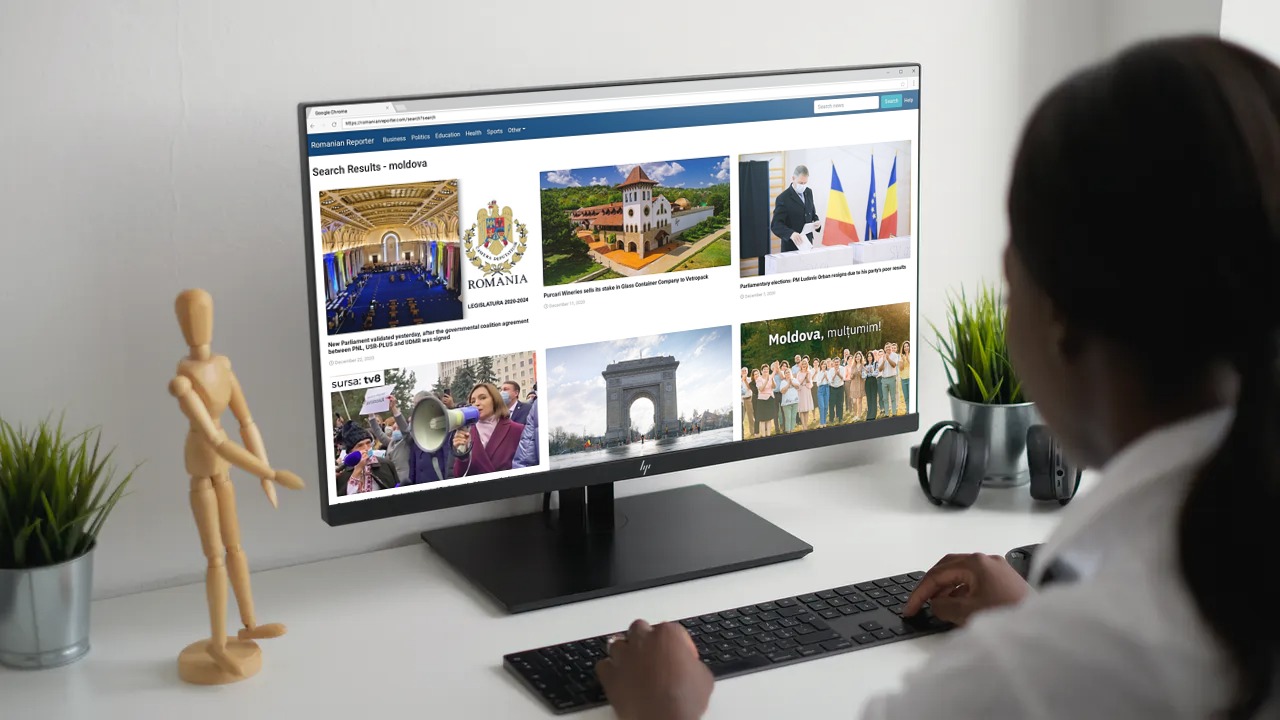 Google Chrome
https://romanianreporter.com/search?search
Romanian Reporter Business Politics Education Health Sports Other
Search news Search Help
Search Results - moldova
CAMERA DEPUTAȚILOR
ROMANIA
LEGISLATURA 2020-2024
New Parliament validated yesterday, after the governmental coalition agreement
between PNL, USR-PLUS and UDMR was signed
December 22, 2020
Purcari Wineries sells its stake in Glass Container Company to Vetropack
December 11, 2020
Parliamentary elections: PM Ludovic Orban resigns due to his party's poor results
December 7, 2020
sursa: tv8
Moldova, mulțumim!
hp